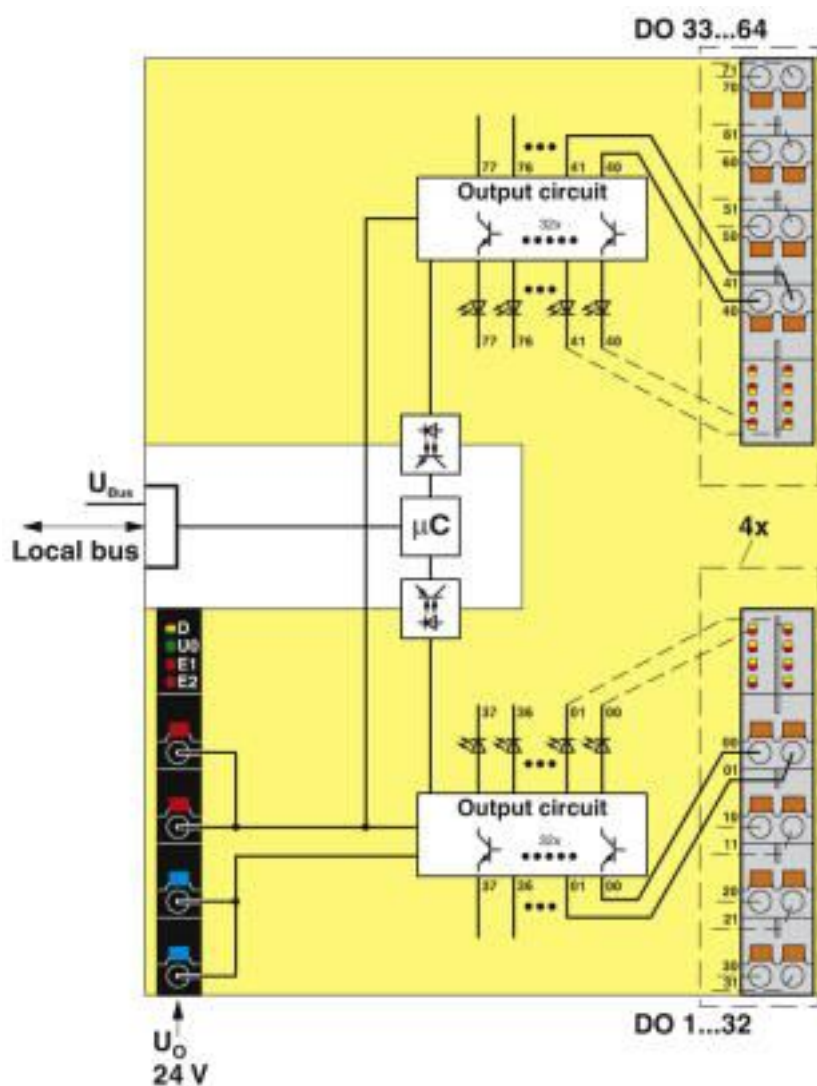 DO 33...64
71
70
61
60
51
50
41
40
77 76 41 40
Output circuit
32x
77 76 41 40
U Bus
Local bus
µC
4x
D
U0
E1
E2
37 36 01 00
Output circuit
32x
37 36 01 00
00
01
10
11
20
21
30
31
DO 1...32
UO
24 V